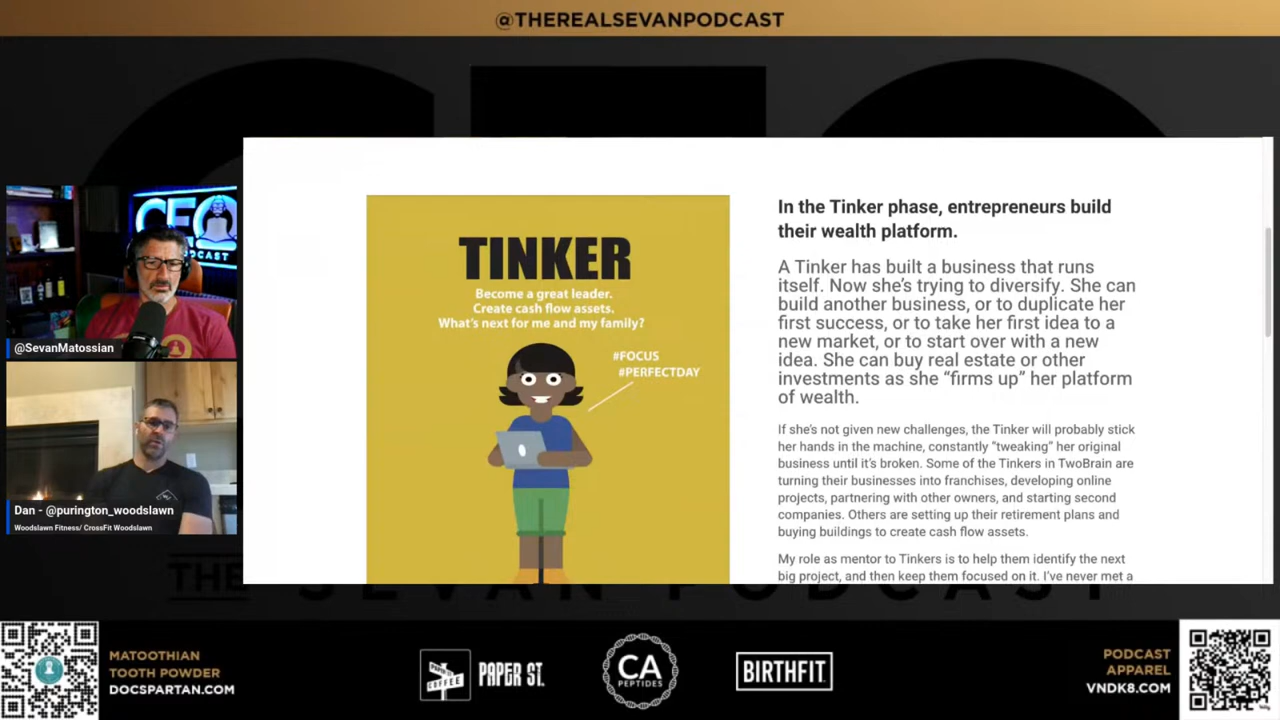 @THEREALSEVANPODCAST
CEO
PODCAST
@SevanMatossian
Dan - @purington_woodslawn
Woodslawn Fitness/ CrossFit Woodslawn
TINKER
Become a great leader.
Create cash flow assets.
What's next for me and my family?
#FOCUS
#PERFECTDAY
In the Tinker phase, entrepreneurs build
their wealth platform.
A Tinker has built a business that runs
itself. Now she's trying to diversify. She can
build another business, or to duplicate her
first success, or to take her first idea to a
new market, or to start over with a new
idea. She can buy real estate or other
investments as she “firms up” her platform
of wealth.
If she's not given new challenges, the Tinker will probably stick
her hands in the machine, constantly “tweaking” her original
business until it's broken. Some of the Tinkers in TwoBrain are
turning their businesses into franchises, developing online
projects, partnering with other owners, and starting second
companies. Others are setting up their retirement plans and
buying buildings to create cash flow assets.
My role as mentor to Tinkers is to help them identify the next
big project, and then keep them focused on it. I've never met a
THE SEVAN PODCAST
MATOOTHIAN
TOOTH POWDER
DOCSPARTAN.COM
COFFEE
PAPER ST.
CA
PEPTIDES
BIRTHFIT
PODCAST
APPAREL
VNDK8.COM